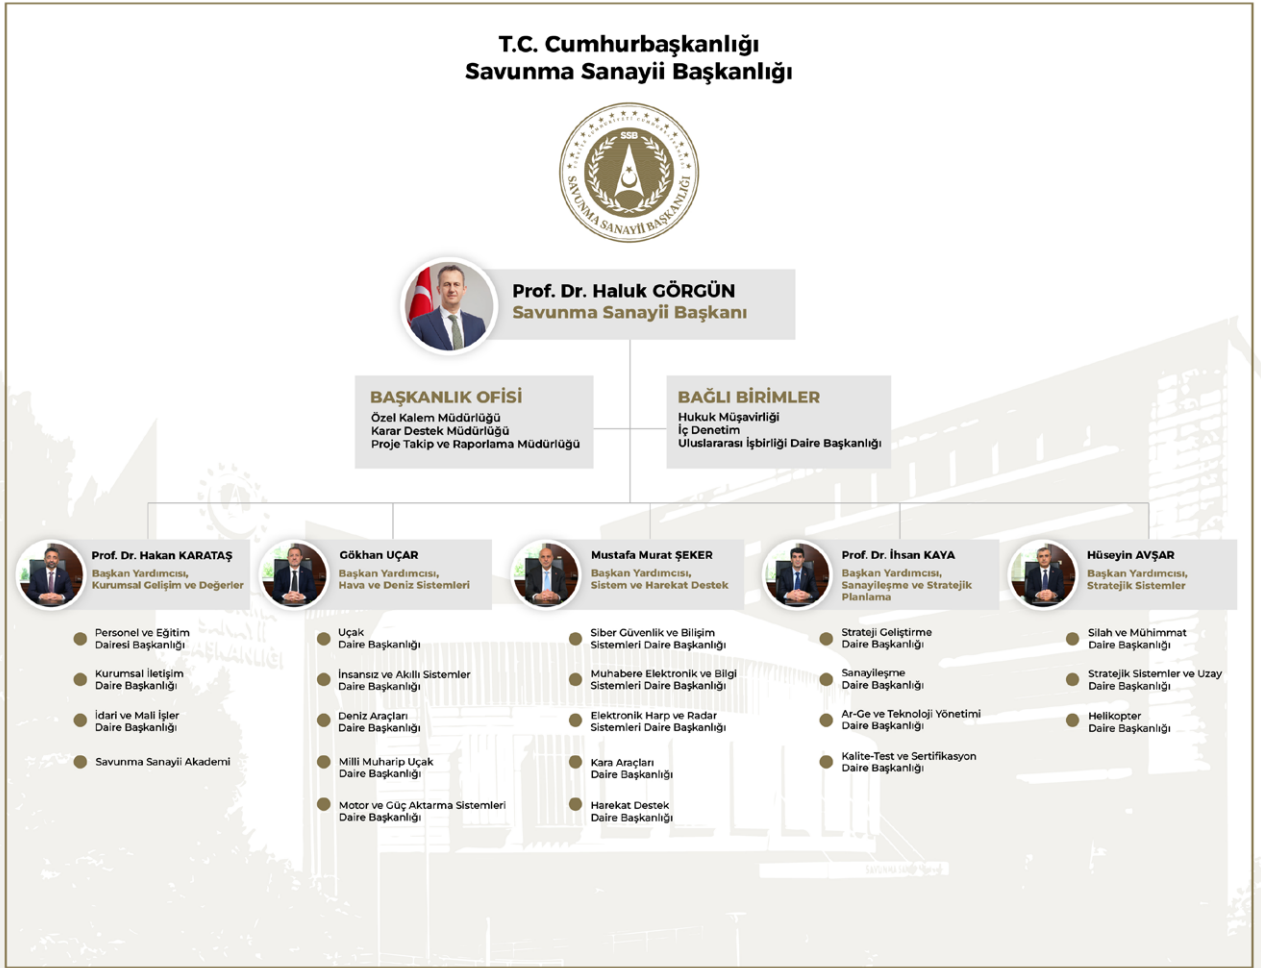 T.C. Cumhurbaşkanlığı
Savunma Sanayii Başkanlığı
SSB
SAVUNMA SANAYİİ BAŞKANLIĞI
Prof. Dr. Haluk GÖRGÜN
Savunma Sanayii Başkanı
BAŞKANLIK OFİSİ
Özel Kalem Müdürlüğü
Karar Destek Müdürlüğü
Proje Takip ve Raporlama Müdürlüğü
BAĞLI BİRİMLER
Hukuk Müşavirliği
İç Denetim
Uluslararası İşbirliği Daire Başkanlığı
Prof. Dr. Hakan KARATAŞ
Başkan Yardımcısı,
Kurumsal Gelişim ve Değerler
Personel ve Eğitim
Dairesi Başkanlığı
Kurumsal İletişim
Daire Başkanlığı
İdari ve Mali İşler
Daire Başkanlığı
Savunma Sanayii Akademi
Gökhan UÇAR
Başkan Yardımcısı,
Hava ve Deniz Sistemleri
Uçak
Daire Başkanlığı
İnsansız ve Akıllı Sistemler
Daire Başkanlığı
Deniz Araçları
Daire Başkanlığı
Milli Muharip Uçak
Daire Başkanlığı
Motor ve Güç Aktarma Sistemleri
Daire Başkanlığı
Mustafa Murat ŞEKER
Başkan Yardımcısı,
Sistem ve Harekat Destek
Siber Güvenlik ve Bilişim
Sistemleri Daire Başkanlığı
Muhabere Elektronik ve Bilgi
Sistemleri Daire Başkanlığı
Elektronik Harp ve Radar
Sistemleri Daire Başkanlığı
Kara Araçları
Daire Başkanlığı
Harekat Destek
Daire Başkanlığı
Prof. Dr. İhsan KAYA
Başkan Yardımcısı,
Sanayileşme ve Stratejik
Planlama
Strateji Geliştirme
Daire Başkanlığı
Sanayileşme
Daire Başkanlığı
Ar-Ge ve Teknoloji Yönetimi
Daire Başkanlığı
Kalite-Test ve Sertifikasyon
Daire Başkanlığı
Hüseyin AVŞAR
Başkan Yardımcısı,
Stratejik Sistemler
Silah ve Mühimmat
Daire Başkanlığı
Stratejik Sistemler ve Uzay
Daire Başkanlığı
Helikopter
Daire Başkanlığı